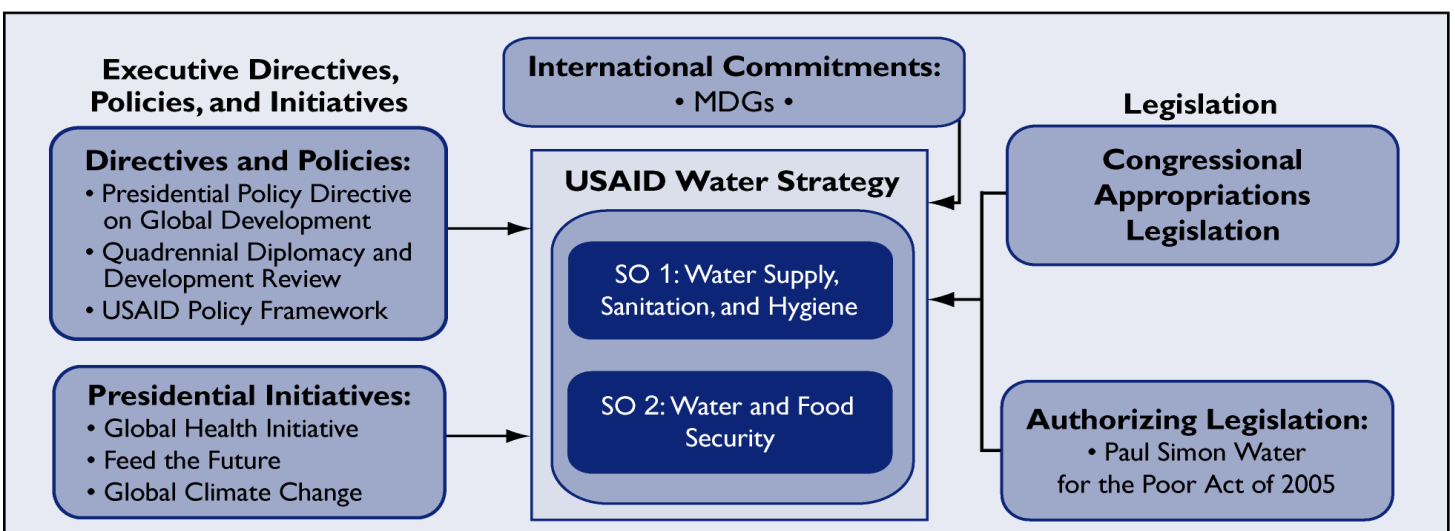 Executive Directives,
Policies, and Initiatives
Directives and Policies:
• Presidential Policy Directive
on Global Development
• Quadrennial Diplomacy and
Development Review
• USAID Policy Framework
Presidential Initiatives:
• Global Health Initiative
• Feed the Future
• Global Climate Change
International Commitments:
• MDGs •
USAID Water Strategy
SO 1: Water Supply,
Sanitation, and Hygiene
SO 2: Water and Food
Security
Legislation
Congressional
Appropriations
Legislation
Authorizing Legislation:
• Paul Simon Water
for the Poor Act of 2005